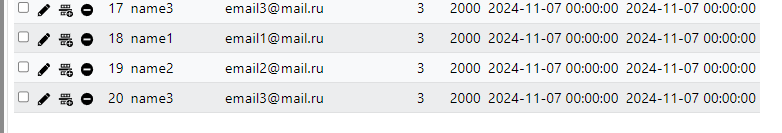 17 name3 email3@mail.ru 3 2000 2024-11-07 00:00:00 2024-11-07 00:00:00
18 name1 email1@mail.ru 3 2000 2024-11-07 00:00:00 2024-11-07 00:00:00
19 name2 email2@mail.ru 3 2000 2024-11-07 00:00:00 2024-11-07 00:00:00
20 name3 email3@mail.ru 3 2000 2024-11-07 00:00:00 2024-11-07 00:00:00